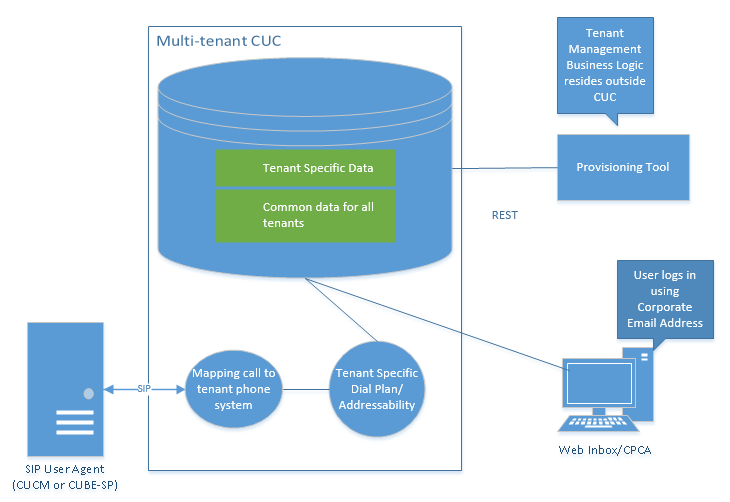 Multi-tenant CUC
Tenant
Management
Business Logic
resides outside
CUC
Tenant Specific Data
Common data for all
tenants
Provisioning Tool
REST
User logs in
using
Corporate
Email Address
Mapping call to
tenant phone
system
Tenant Specific
Dial Plan/
Addressability
SIP
Web Inbox/CPCA
SIP User Agent
(CUCM or CUBE-SP)